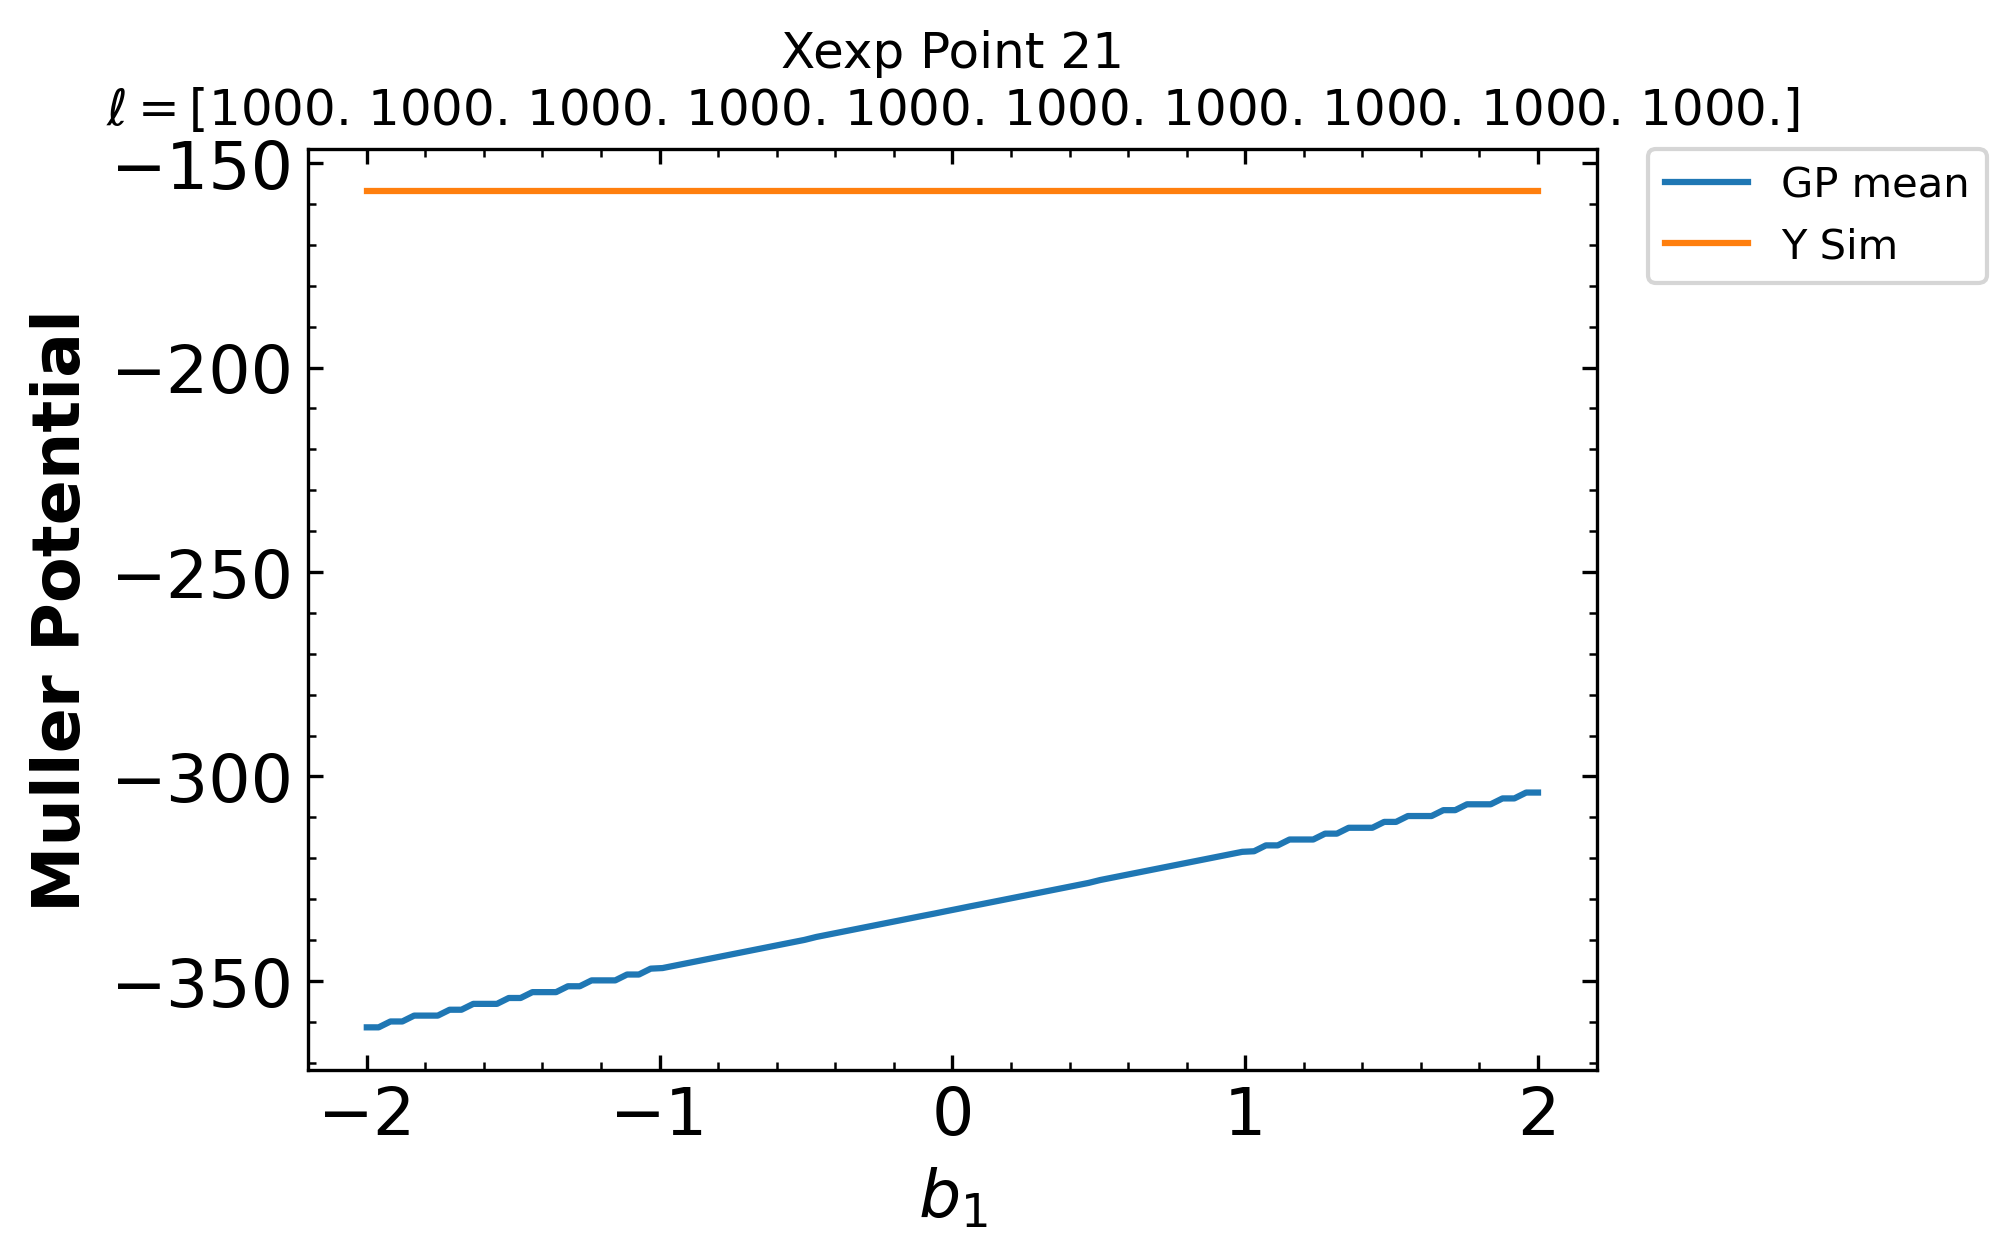 Xexp Point 21
ℓ = [1000. 1000. 1000. 1000. 1000. 1000. 1000. 1000. 1000. 1000.]
GP mean
Y Sim
Muller Potential
−150
−200
−250
−300
−350
−2 −1 0 1 2
b₁